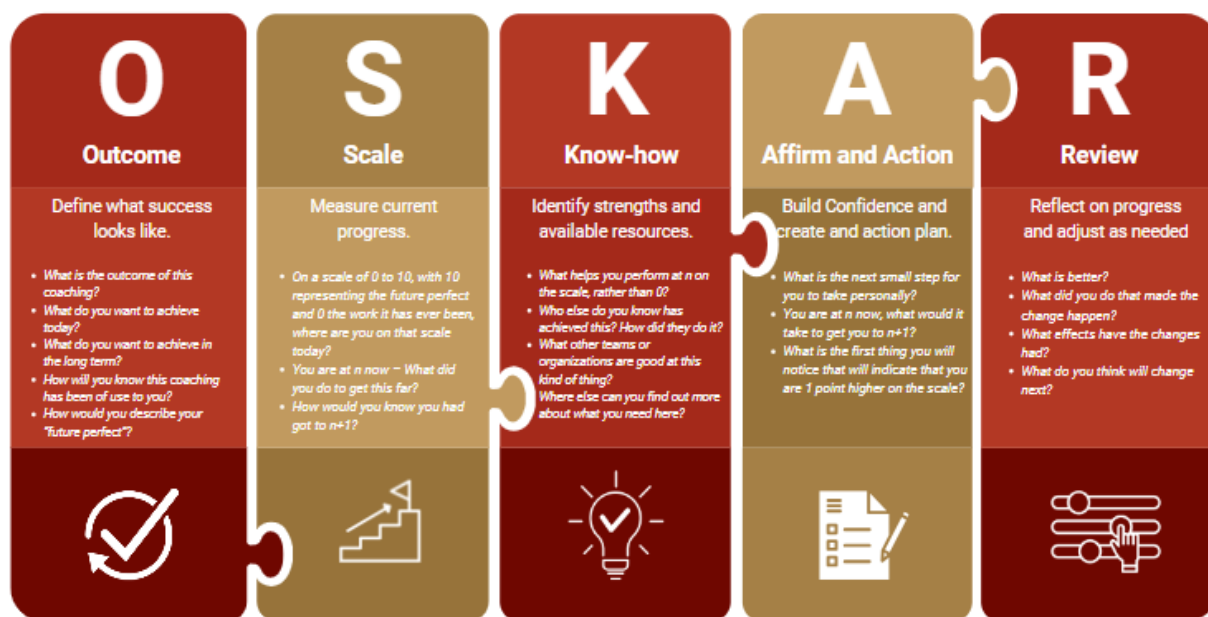 O
Outcome
Define what success
looks like.
• What is the outcome of this
coaching?
• What do you want to achieve
today?
• What do you want to achieve in
the long term?
• How will you know this coaching
has been of use to you?
• How would you describe your
"future perfect"?
S
Scale
Measure current
progress.
• On a scale of 0 to 10, with 10
representing the future perfect
and 0 the work it has ever been,
where are you on that scale
today?
• You are at n now – What did
you do to get this far?
• How would you know you had
got to n+1?
K
Know-how
Identify strengths and
available resources.
• What helps you perform at n on
the scale, rather than 0?
• Who else do you know has
achieved this? How did they do it?
• What other teams or
organizations are good at this
kind of thing?
• Where else can you find out more
about what you need here?
A
Affirm and Action
Build Confidence and
create and action plan.
• What is the next small step for
you to take personally?
• You are at n now, what would it
take to get you to n+1?
• What is the first thing you will
notice that will indicate that you
are 1 point higher on the scale?
R
Review
Reflect on progress
and adjust as needed
• What is better?
• What did you do that made the
change happen?
• What effects have the changes
had?
• What do you think will change
next?